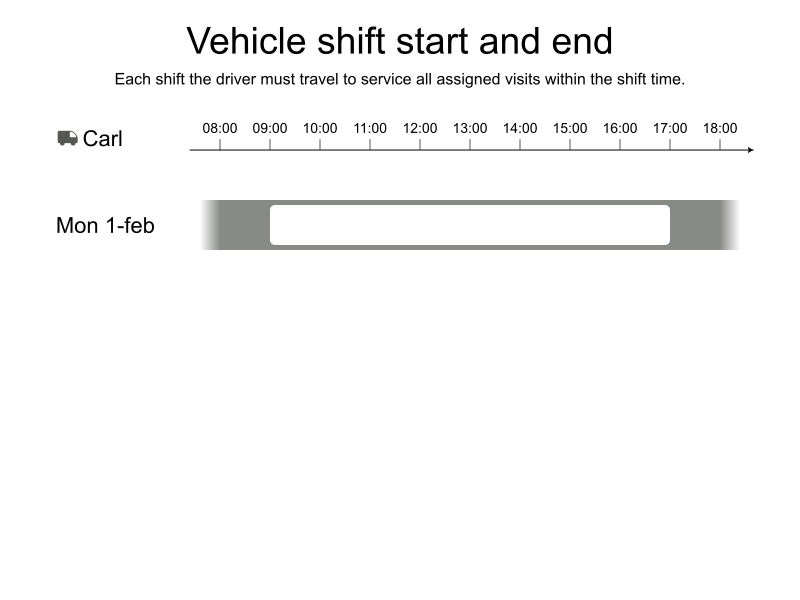 Vehicle shift start and end
Each shift the driver must travel to service all assigned visits within the shift time.
Carl
08:00 09:00 10:00 11:00 12:00 13:00 14:00 15:00 16:00 17:00 18:00
Mon 1-feb